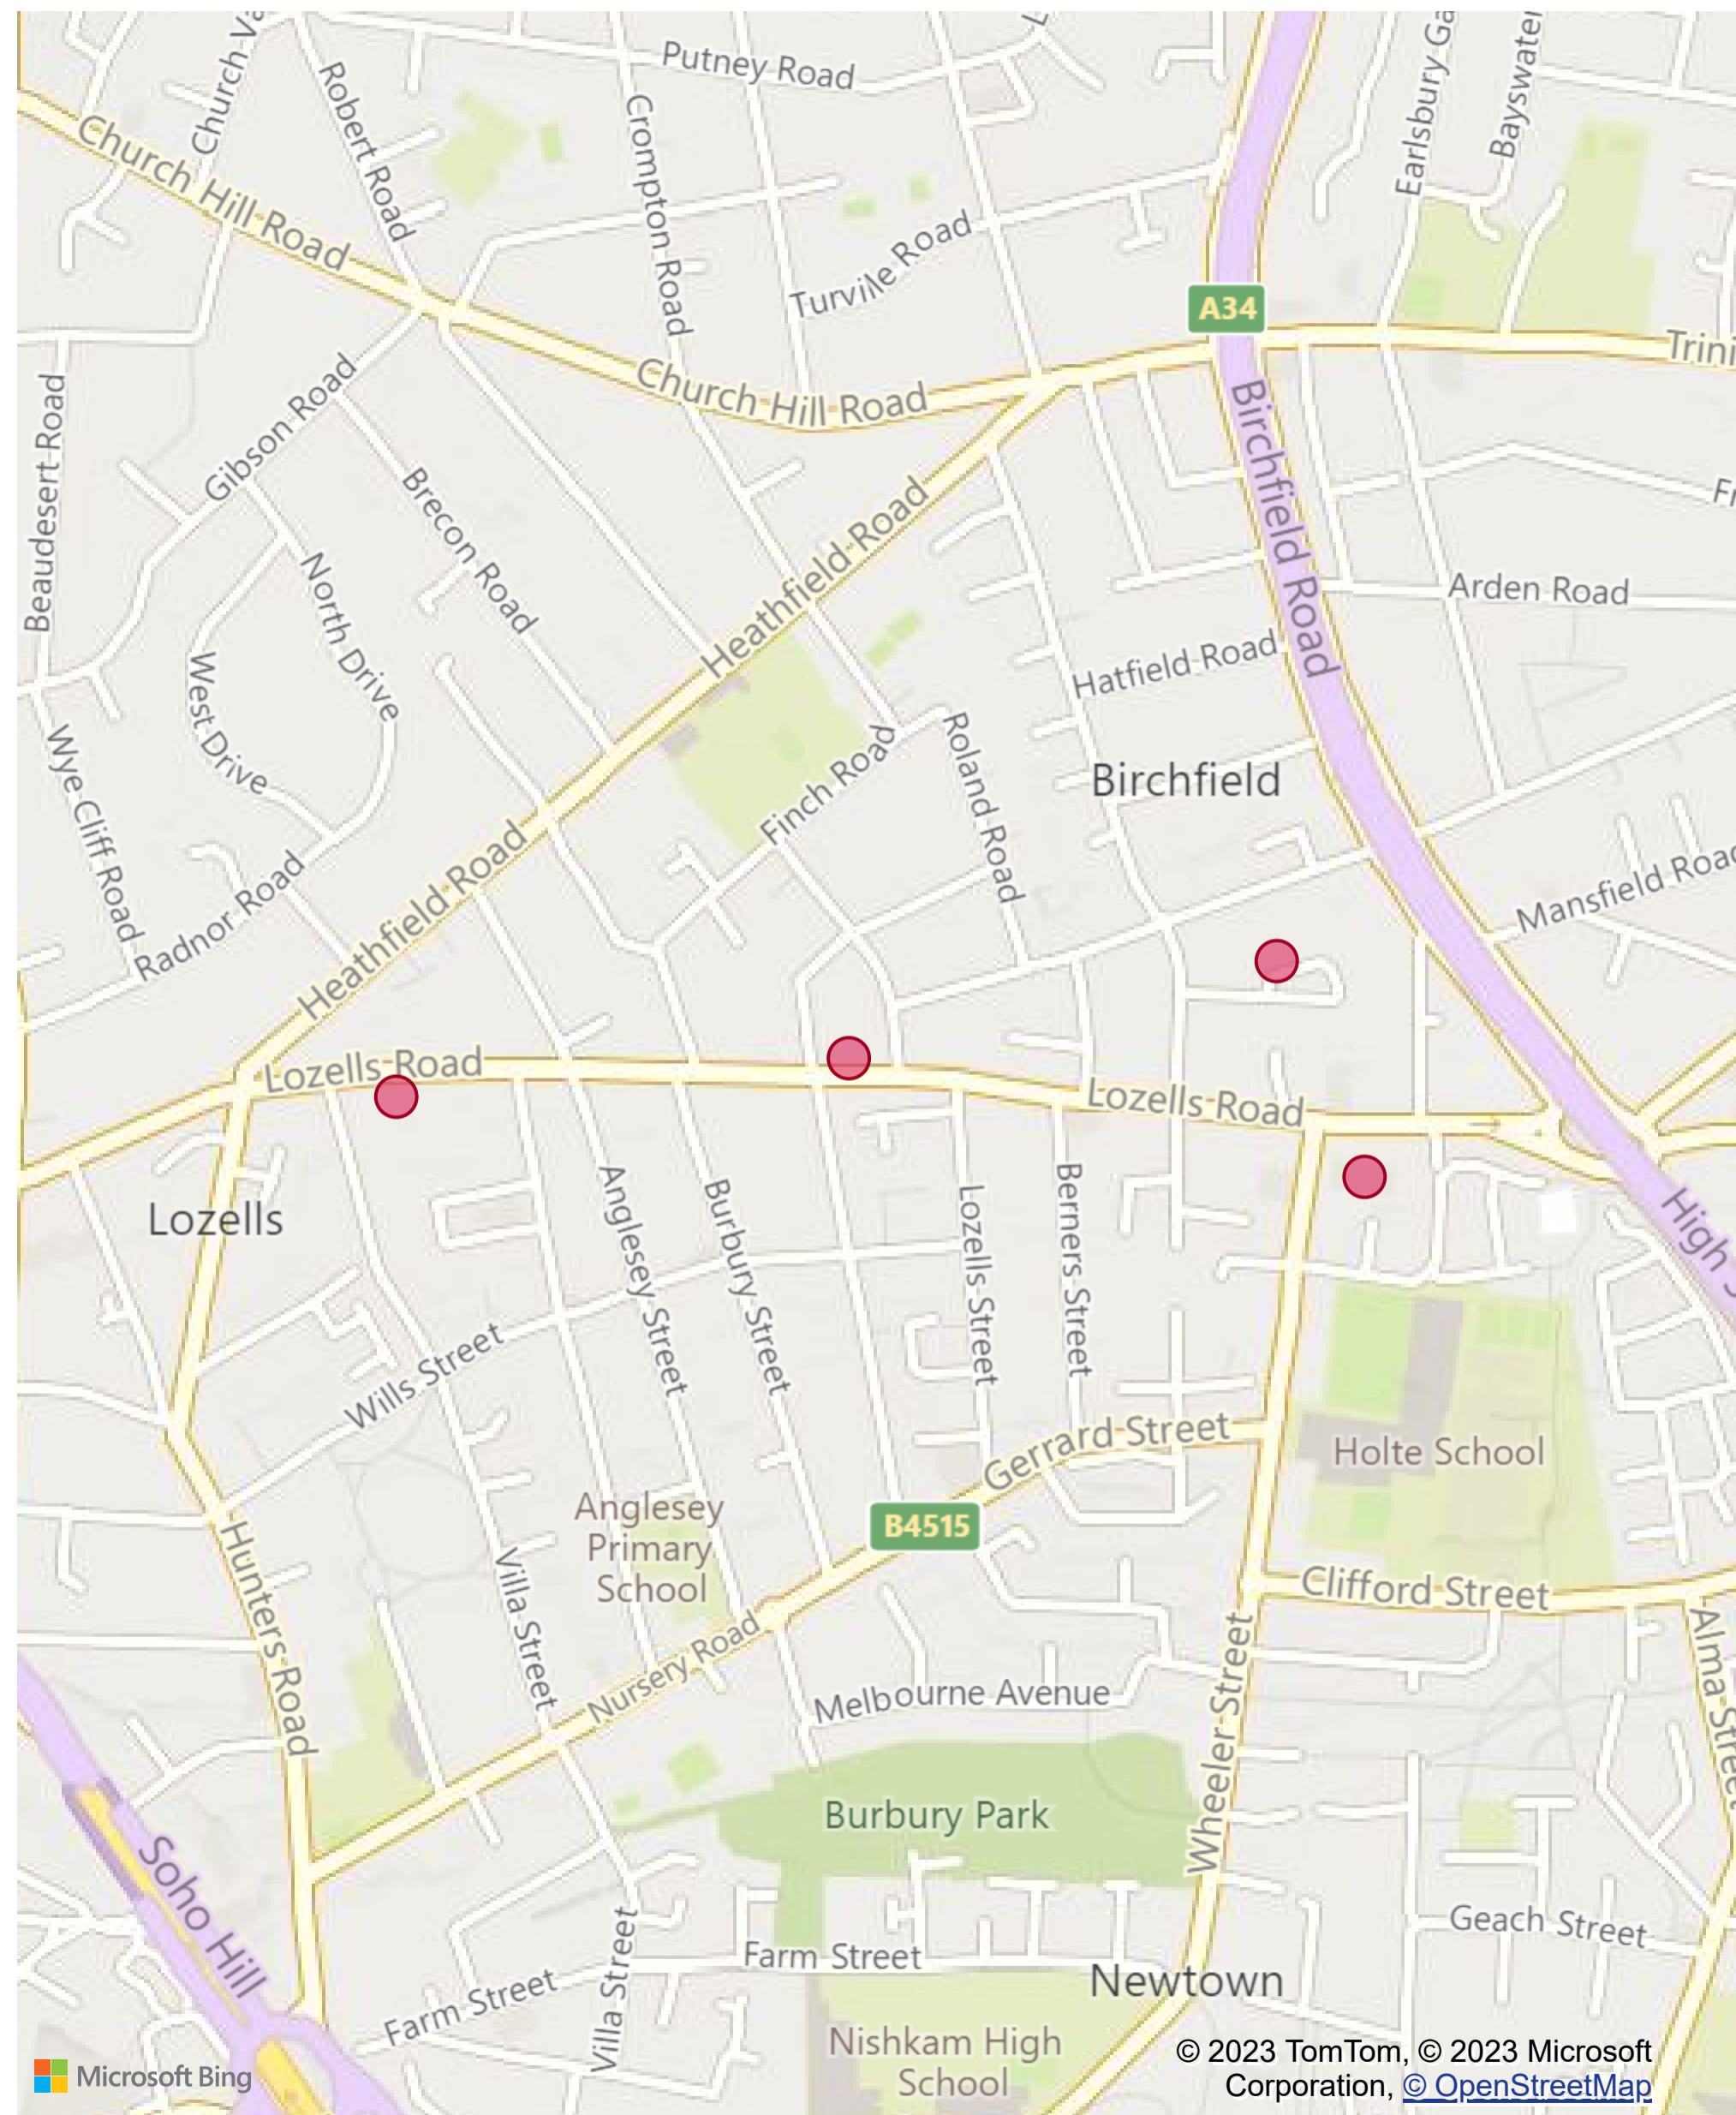 Church Va
Robert Road
Putney Road
Earlsbury Ga
Bayswater
Church Hill Road
Crompton Road
Turville Road
A34
Trini
Gibson Road
Church Hill Road
Beaudesert Road
Birchfield Road
Brecon Road
Heathfield Road
Fr
North Drive
Arden Road
West Drive
Hatfield Road
Wye Cliff Road
Finch Road
Roland Road
Birchfield
Radnor Road
Heathfield Road
Mansfield Road
Lozells Road
Lozells Road
Lozells
Anglesey Street
Burbury Street
Lozells Street
Berners Street
High S
Wills Street
Gerrard Street
Holte School
Anglesey
Primary
School
B4515
Hunters Road
Villa Street
Clifford Street
Nursery Road
Melbourne Avenue
Wheeler Street
Alma Street
Burbury Park
Soho Hill
Villa Street
Farm Street
Farm Street
Geach Street
Newtown
Nishkam High
School
Microsoft Bing
© 2023 TomTom, © 2023 Microsoft
Corporation, © OpenStreetMap